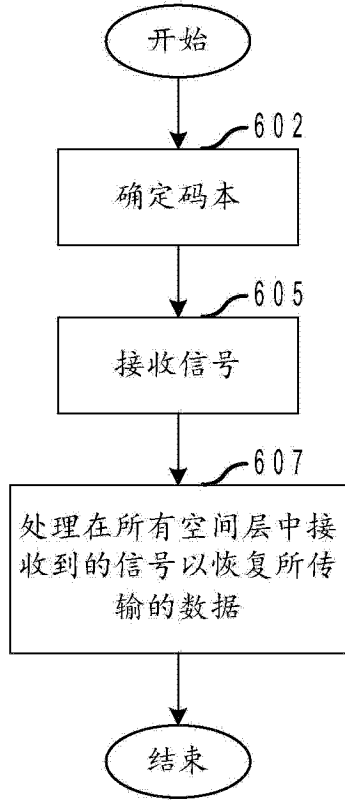 开始
602
确定码本
605
接收信号
607
处理在所有空间层中接
收到的信号以恢复所传
输的数据
结束